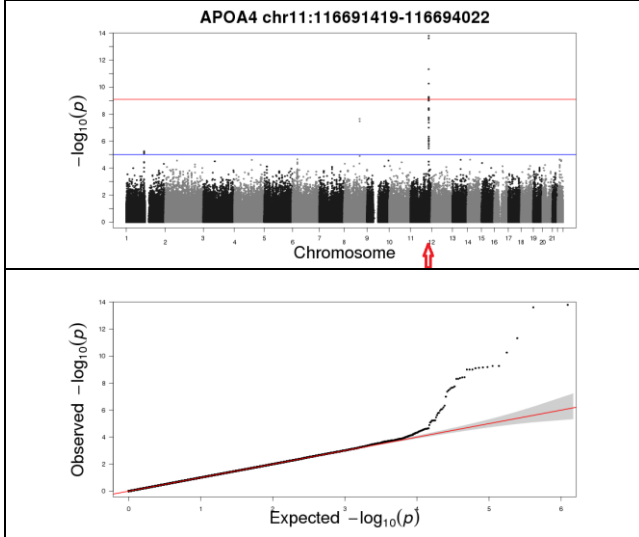 APOA4 chr11:116691419-116694022
14
12
10
8
6
4
2
0
−log10(p)
1 2 3 4 5 6 7 8 9 10 11 12 13 14 15 16 17 18 19 20 21
Chromosome
14
12
10
8
6
4
2
0
Observed −log10(p)
0 1 2 3 4 5 6
Expected −log10(p)